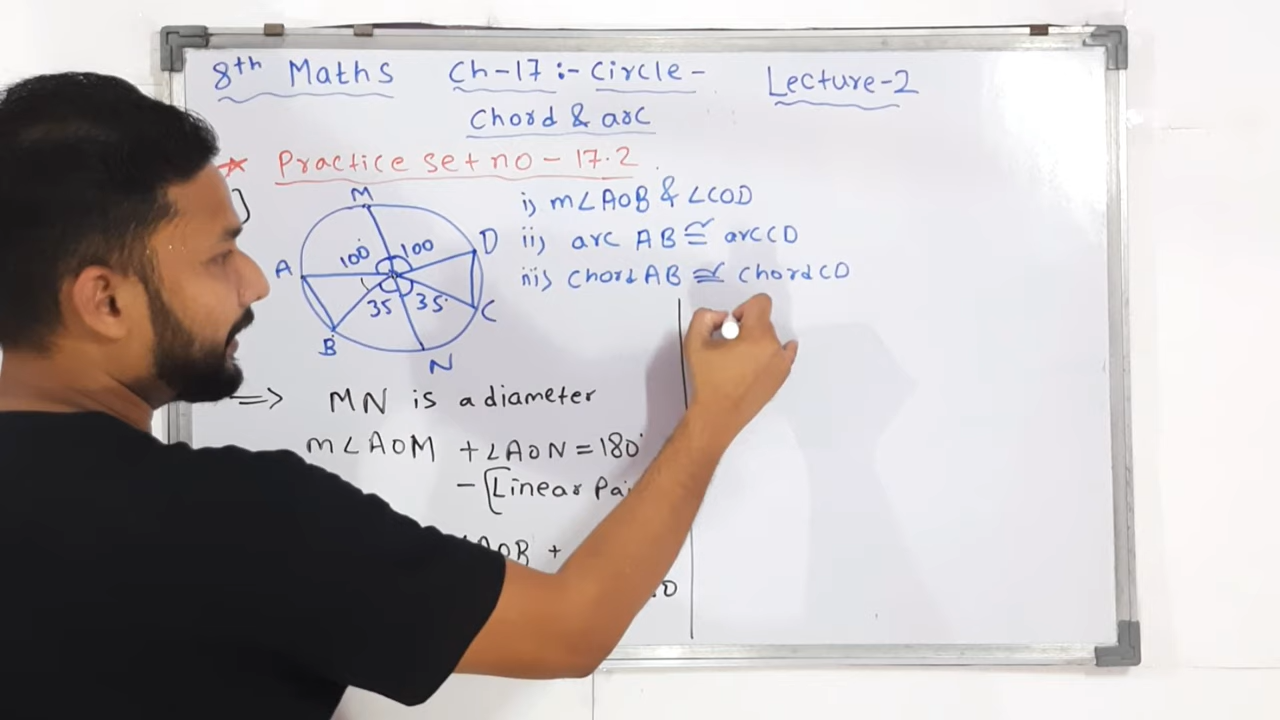 8th Maths Ch-17 :- Circle - Lecture-2
Chord & arc
Practice set no - 17.2
i) m∠AOB & ∠COD
ii) arc AB ≅ arc CD
iii) Chord AB ≅ Chord CD
M
A
100°
100
D
35
35°
C
B
N
=> MN is a diameter
m∠AOM + ∠AON = 180°
- [Linear
∠AOB +